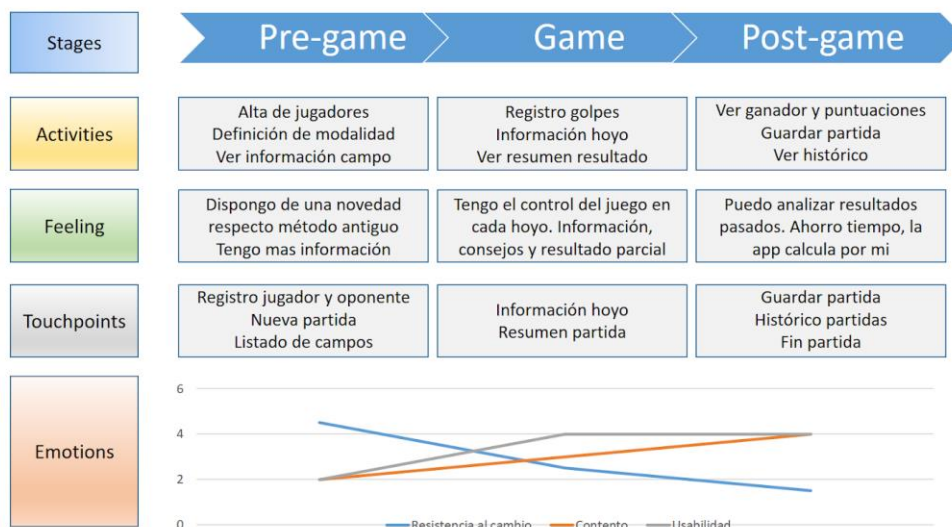 Stages
Pre-game
Game
Post-game
Activities
Alta de jugadores
Definición de modalidad
Ver información campo
Registro golpes
Información hoyo
Ver resumen resultado
Ver ganador y puntuaciones
Guardar partida
Ver histórico
Feeling
Dispongo de una novedad
respecto método antiguo
Tengo mas información
Tengo el control del juego en
cada hoyo. Información,
consejos y resultado parcial
Puedo analizar resultados
pasados. Ahorro tiempo, la
app calcula por mi
Touchpoints
Registro jugador y oponente
Nueva partida
Listado de campos
Información hoyo
Resumen partida
Guardar partida
Histórico partidas
Fin partida
Emotions
6
4
2
0
Resistencia al cambio
Contento
Usabilidad